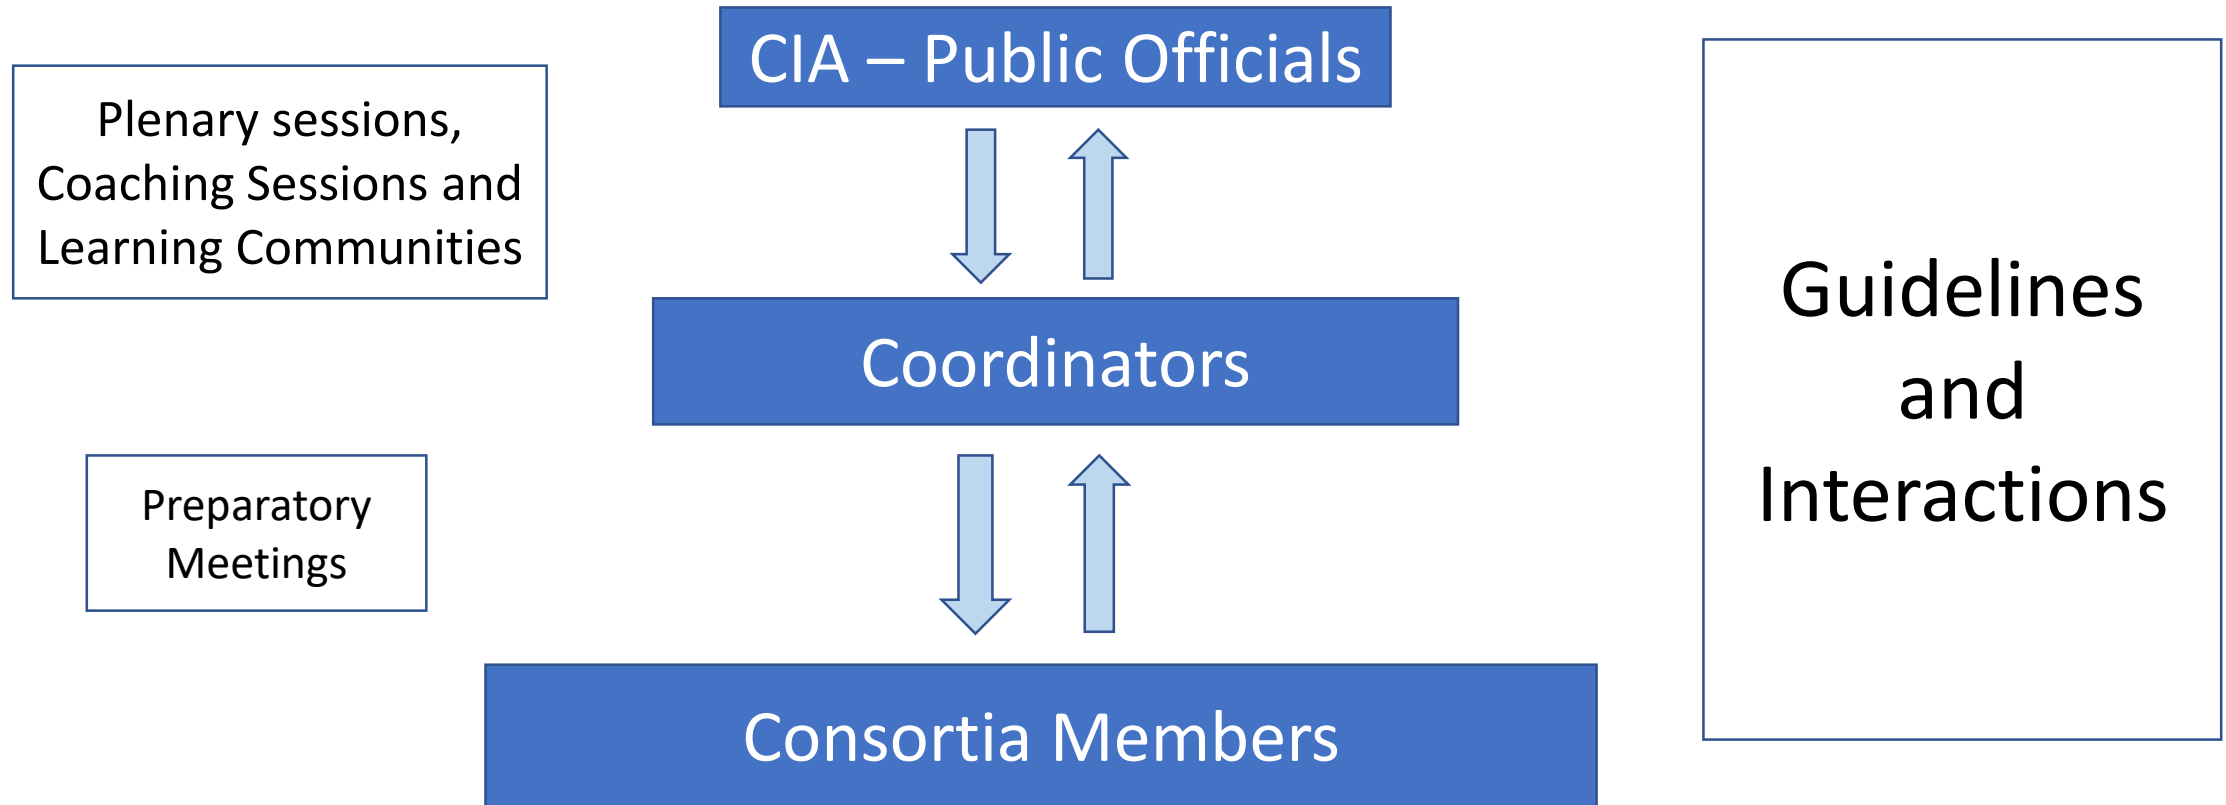 CIA – Public Officials
Plenary sessions,
Coaching Sessions and
Learning Communities
Coordinators
Preparatory
Meetings
Consortia Members
Guidelines
and
Interactions